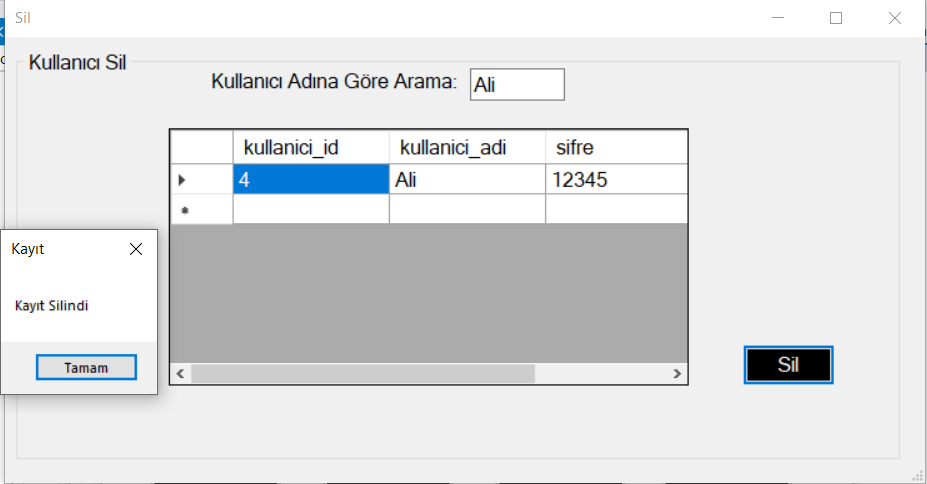 Sil
Kullanıcı Sil
Kullanıcı Adına Göre Arama: Ali
kullanici_id kullanici_adi sifre
4 Ali 12345
Kayıt
Kayıt Silindi
Tamam
Sil